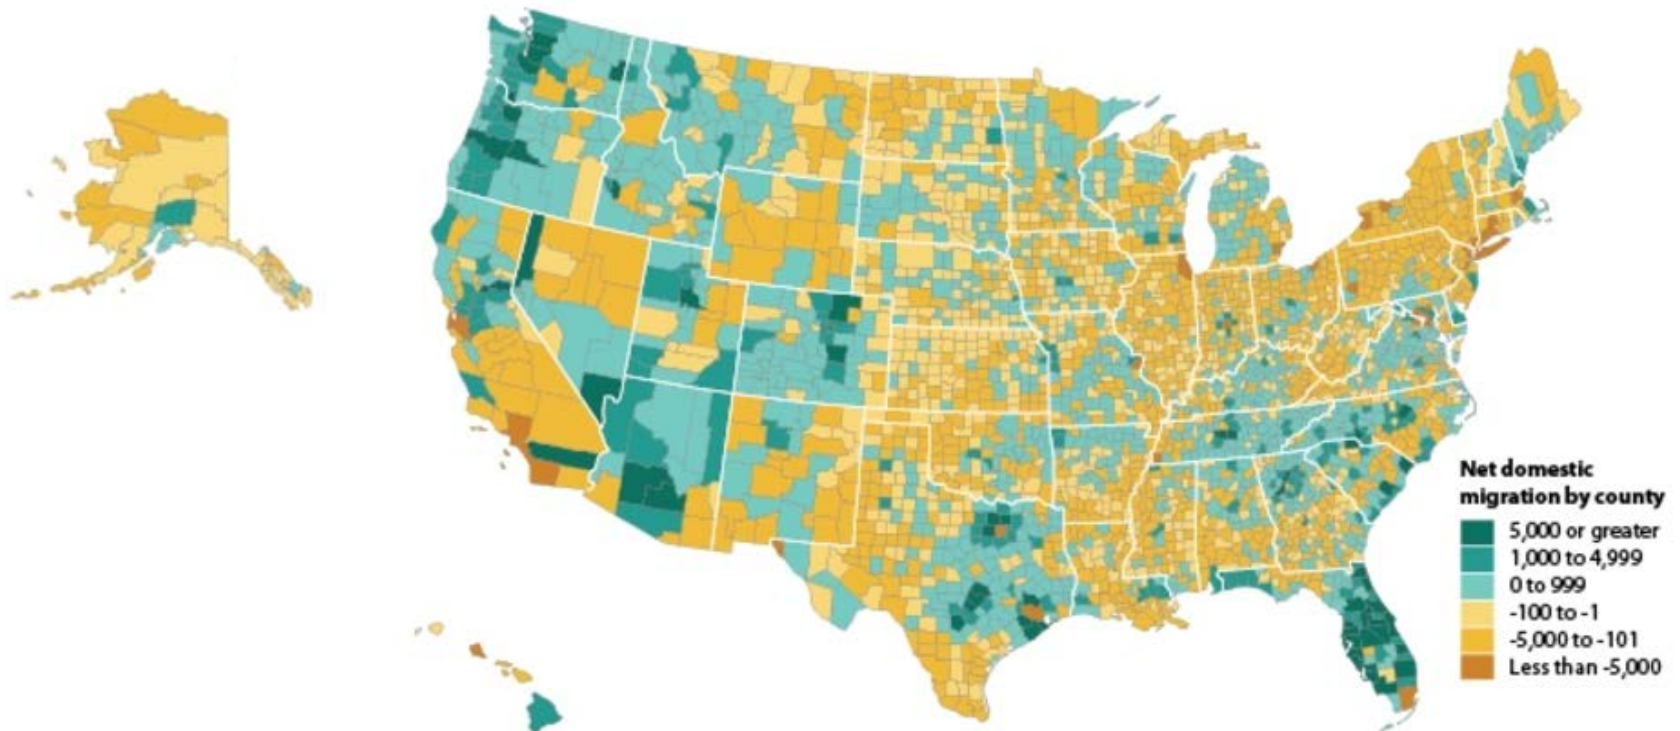 Net domestic
migration by county
5,000 or greater
1,000 to 4,999
0 to 999
-100 to -1
-5,000 to -101
Less than -5,000